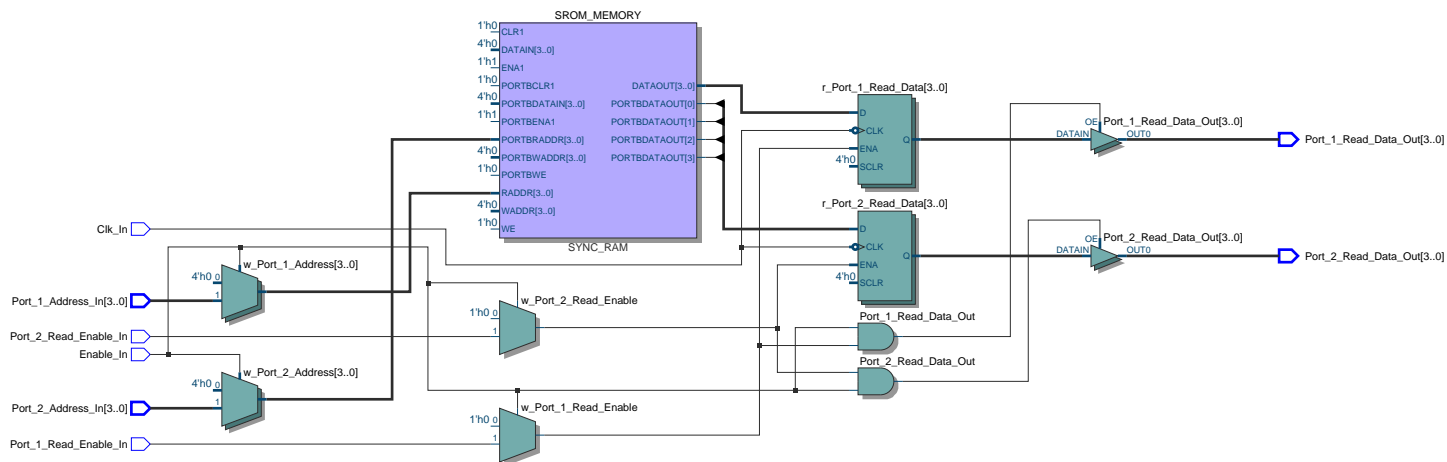 SROM_MEMORY
1'h0 CLR1
4'h0 DATAIN[3..0]
1'h1 ENA1
1'h0 PORTBCLR1
4'h0 PORTBDATAIN[3..0]
1'h1 PORTBENA1
PORTBRADDR[3..0]
4'h0 PORTBWADDR[3..0]
1'h0 PORTBWE
RADDR[3..0]
4'h0 WADDR[3..0]
1'h0 WE
DATAOUT[3..0]
PORTBDATAOUT[0]
PORTBDATAOUT[1]
PORTBDATAOUT[2]
PORTBDATAOUT[3]
SYNC_RAM
r_Port_1_Read_Data[3..0]
D
CLK
ENA
4'h0 SCLR
Q
OE Port_1_Read_Data_Out[3..0]
DATAIN OUT0
Port_1_Read_Data_Out[3..0]
r_Port_2_Read_Data[3..0]
D
CLK
ENA
4'h0 SCLR
Q
OE Port_2_Read_Data_Out[3..0]
DATAIN OUT0
Port_2_Read_Data_Out[3..0]
Clk_In
w_Port_1_Address[3..0]
4'h0 0
1
Port_1_Address_In[3..0]
w_Port_2_Read_Enable
1'h0 0
1
Port_2_Read_Enable_In
Enable_In
Port_1_Read_Data_Out
Port_2_Read_Data_Out
w_Port_2_Address[3..0]
4'h0 0
1
Port_2_Address_In[3..0]
w_Port_1_Read_Enable
1'h0 0
1
Port_1_Read_Enable_In